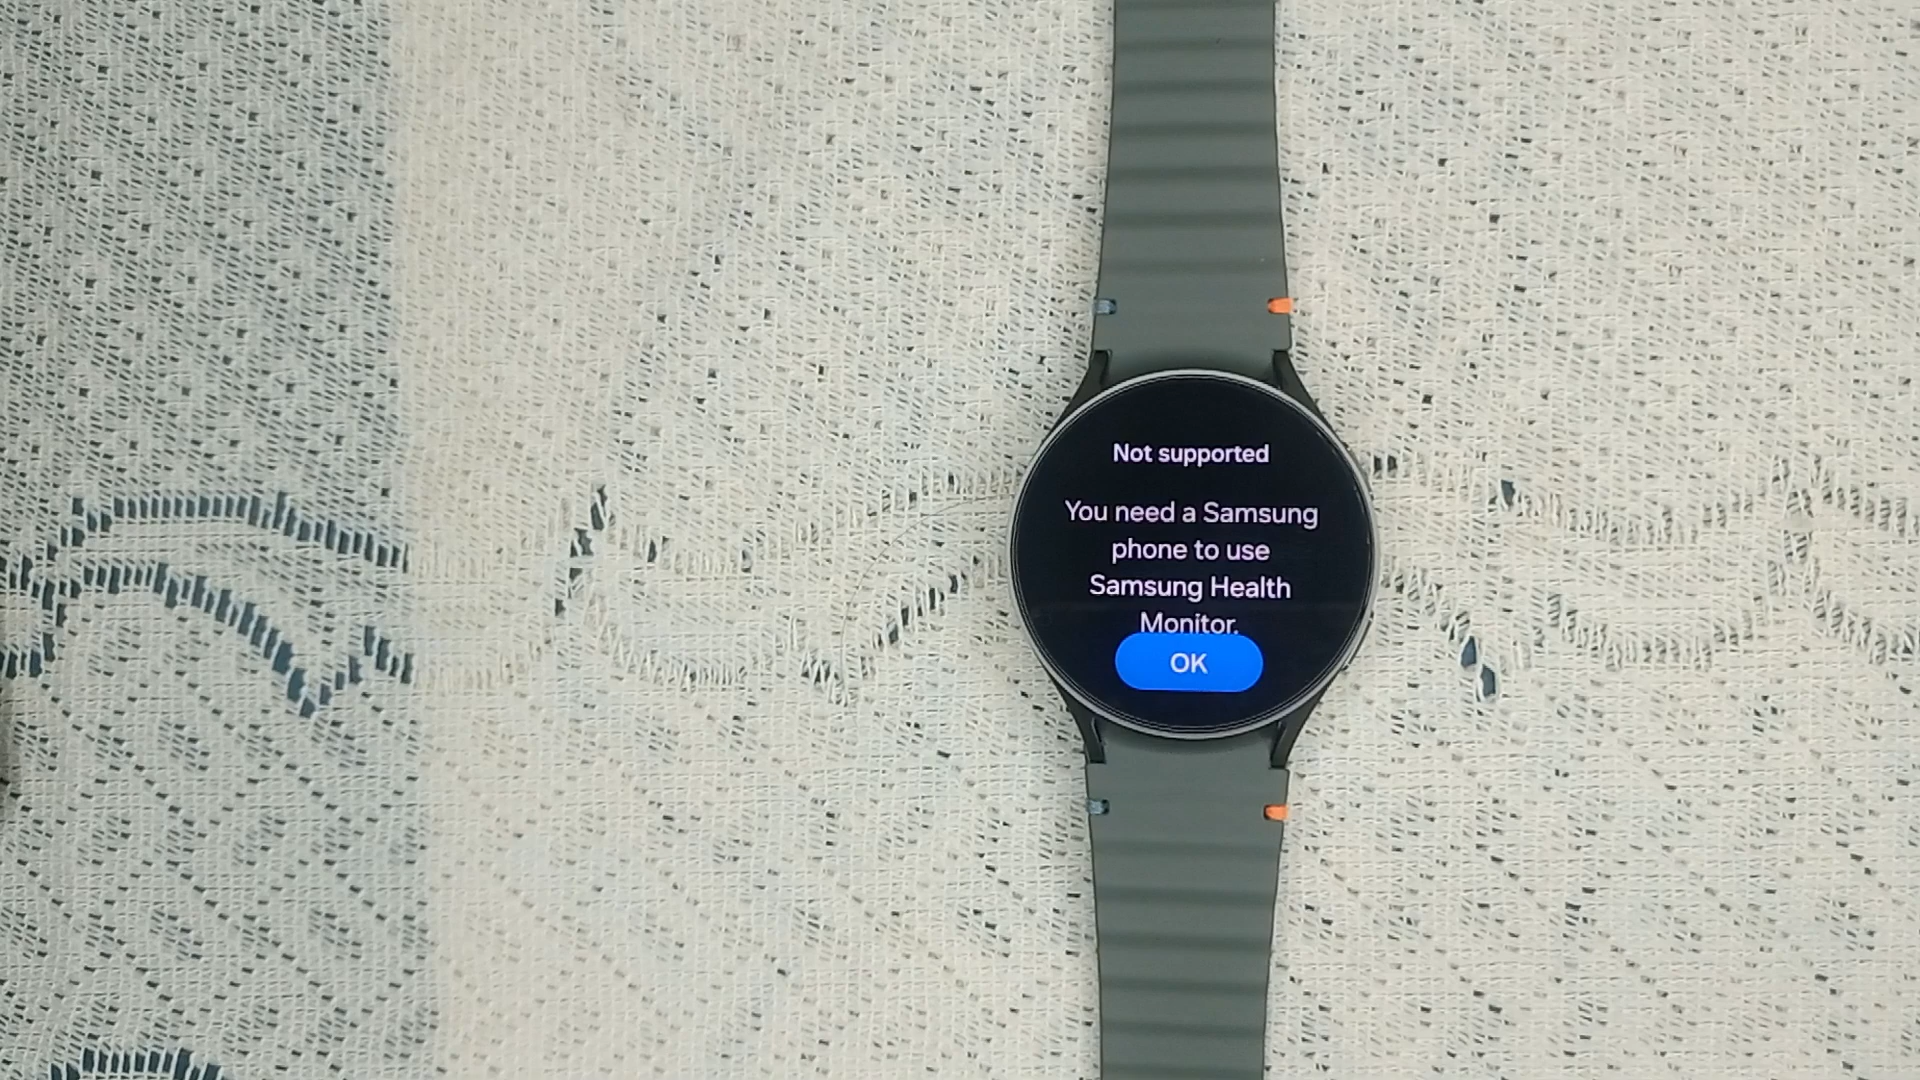 Not supported
You need a Samsung
phone to use
Samsung Health
Monitor.
OK